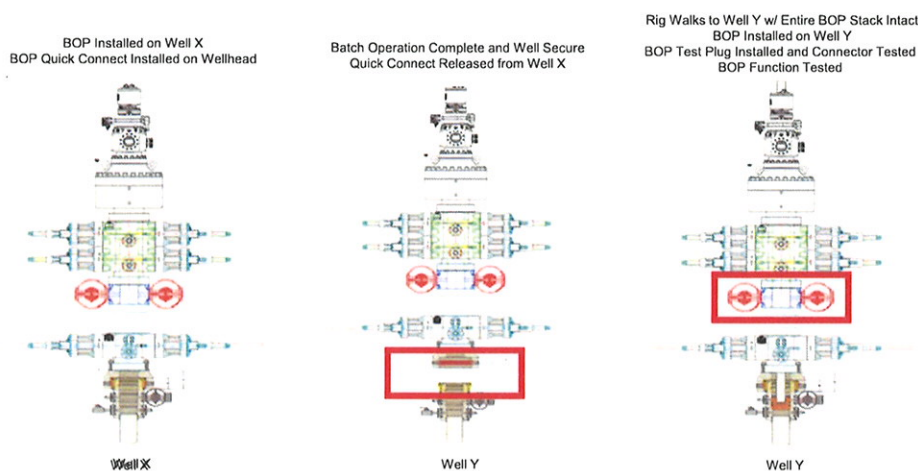 BOP Installed on Well X
BOP Quick Connect Installed on Wellhead
Batch Operation Complete and Well Secure
Quick Connect Released from Well X
Rig Walks to Well Y w/ Entire BOP Stack Intact
BOP Installed on Well Y
BOP Test Plug Installed and Connector Tested
BOP Function Tested
Well X
Well Y
Well Y